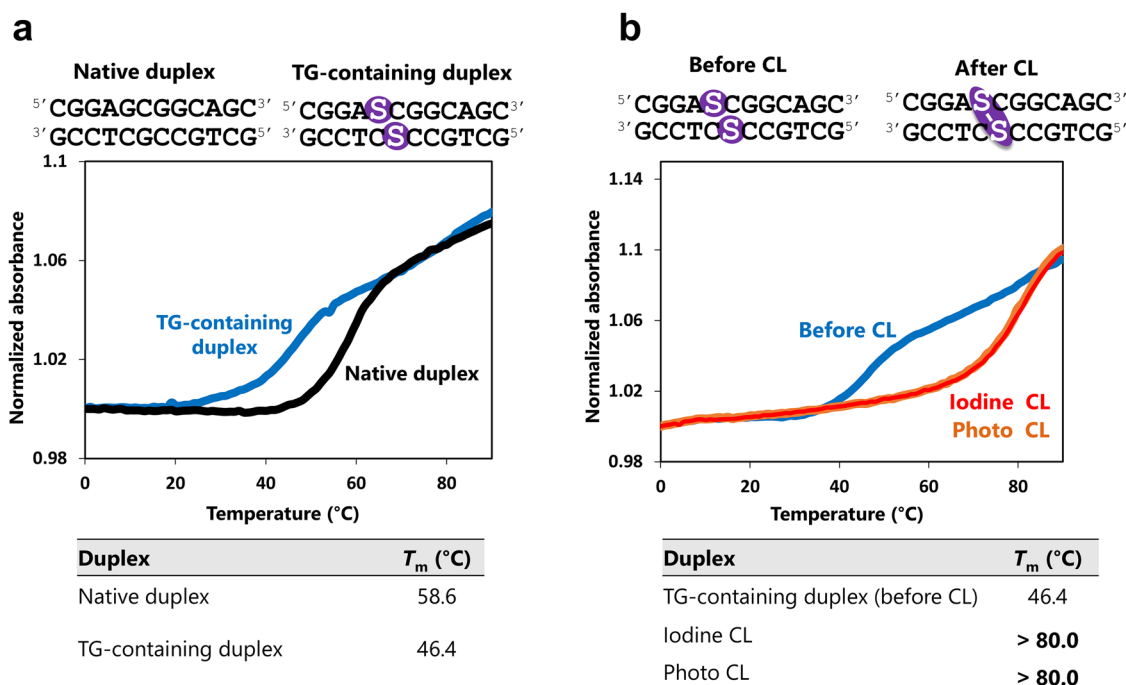 a
Native duplex
TG-containing duplex
5′CGGAGCGGCAGC3′
3′GCCTCGCCGTCG5′
5′CGGASCGGCAGC3′
3′GCCTCSCCGTCG5′
1.1
1.06
1.02
0.98
Normalized absorbance
TG-containing
duplex
Native duplex
0 20 40 60 80
Temperature (°C)
Duplex Tm (°C)
Native duplex 58.6
TG-containing duplex 46.4
b
Before CL
After CL
5′CGGASCGGCAGC3′
3′GCCTCSCCGTCG5′
5′CGGASCGGCAGC3′
3′GCCTCSCCGTCG5′
1.14
1.1
1.06
1.02
0.98
Normalized absorbance
Before CL
Iodine CL
Photo CL
0 20 40 60 80
Temperature (°C)
Duplex Tm (°C)
TG-containing duplex (before CL) 46.4
Iodine CL > 80.0
Photo CL > 80.0